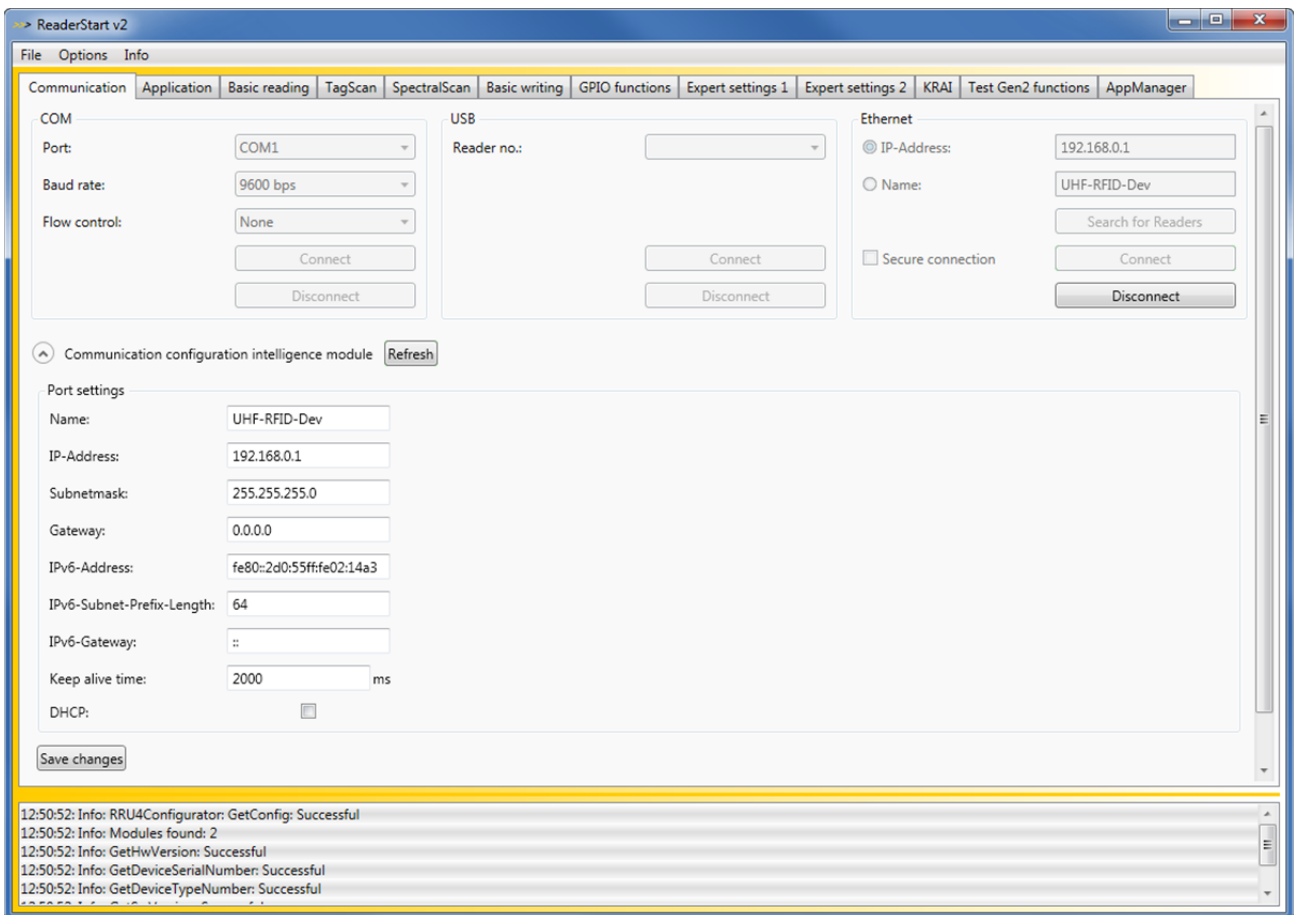 >>> ReaderStart v2
File Options Info
Communication Application Basic reading TagScan SpectralScan Basic writing GPIO functions Expert settings 1 Expert settings 2 KRAI Test Gen2 functions AppManager
COM
Port: COM1
Baud rate: 9600 bps
Flow control: None
Connect
Disconnect
USB
Reader no.:
Connect
Disconnect
Ethernet
IP-Address: 192.168.0.1
Name: UHF-RFID-Dev
Search for Readers
Secure connection Connect
Disconnect
Communication configuration intelligence module Refresh
Port settings
Name: UHF-RFID-Dev
IP-Address: 192.168.0.1
Subnetmask: 255.255.255.0
Gateway: 0.0.0.0
IPv6-Address: fe80::2d0:55ff:fe02:14a3
IPv6-Subnet-Prefix-Length: 64
IPv6-Gateway: ::
Keep alive time: 2000 ms
DHCP:
Save changes
12:50:52: Info: RRU4Configurator: GetConfig: Successful
12:50:52: Info: Modules found: 2
12:50:52: Info: GetHwVersion: Successful
12:50:52: Info: GetDeviceSerialNumber: Successful
12:50:52: Info: GetDeviceTypeNumber: Successful